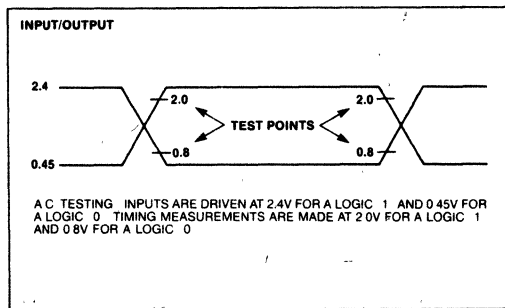 INPUT/OUTPUT
2.4
2.0
2.0
TEST POINTS
0.8
0.8
0.45
A C TESTING INPUTS ARE DRIVEN AT 2.4V FOR A LOGIC 1 AND 0 45V FOR
A LOGIC 0 TIMING MEASUREMENTS ARE MADE AT 2 0V FOR A LOGIC 1
AND 0 8V FOR A LOGIC 0